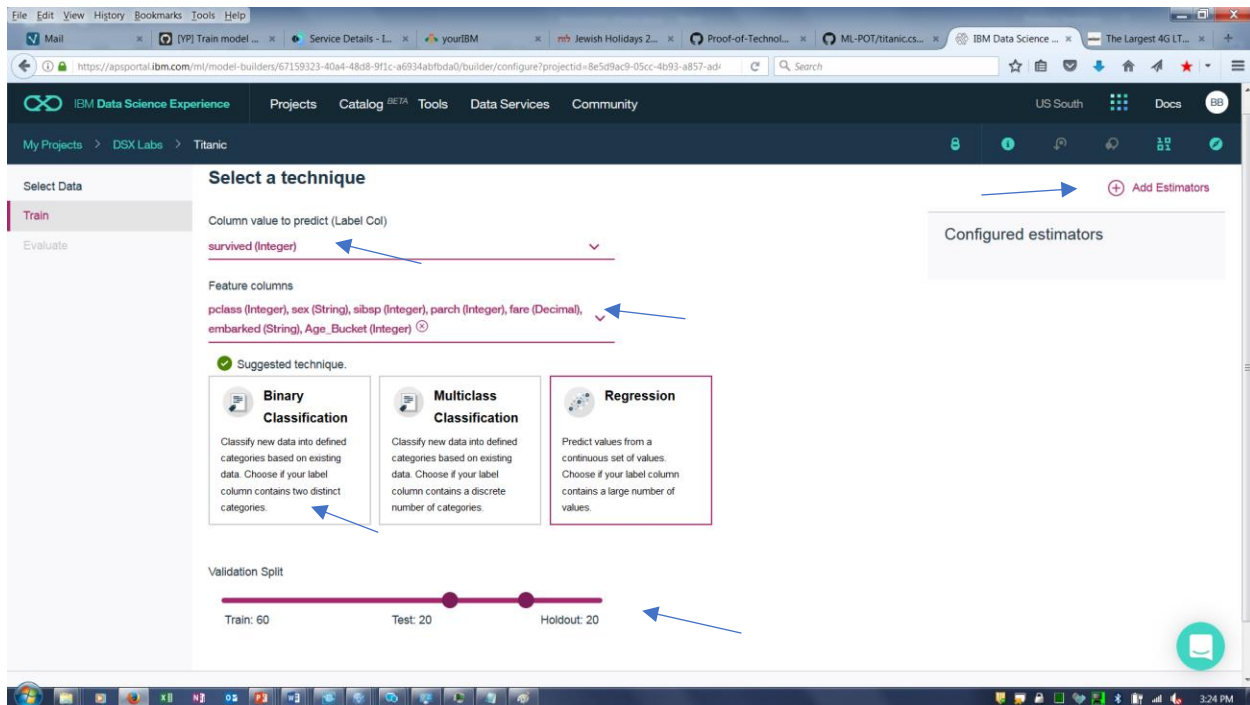 File Edit View History Bookmarks Tools Help
Mail
[YP] Train model ...
Service Details - I...
yourIBM
Jewish Holidays 2...
Proof-of-Technol...
ML-POT/titanic.cs...
IBM Data Science ...
The Largest 4G LT...
https://apsportal.ibm.com/ml/model-builders/67159323-40a4-48d8-9f1c-a6934abfbda0/builder/configure?projectid=8e5d9ac9-05cc-4b93-a857-ad
Search
IBM Data Science Experience Projects Catalog BETA Tools Data Services Community US South Docs BB
My Projects > DSX Labs > Titanic
Select Data
Train
Evaluate
Select a technique
Column value to predict (Label Col)
survived (Integer)
Feature columns
pclass (Integer), sex (String), sibsp (Integer), parch (Integer), fare (Decimal),
embarked (String), Age_Bucket (Integer)
Suggested technique.
Binary
Classification
Classify new data into defined
categories based on existing
data. Choose if your label
column contains two distinct
categories.
Multiclass
Classification
Classify new data into defined
categories based on existing
data. Choose if your label
column contains a discrete
number of categories.
Regression
Predict values from a
continuous set of values.
Choose if your label column
contains a large number of
values.
Validation Split
Train: 60 Test: 20 Holdout: 20
Add Estimators
Configured estimators
3:24 PM